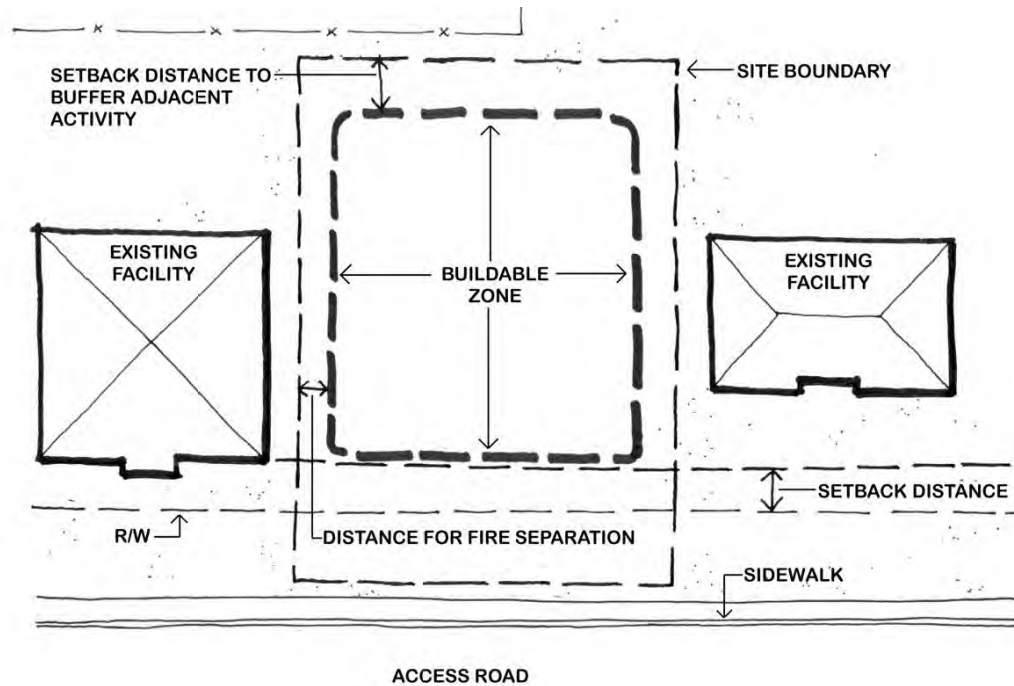 SETBACK DISTANCE TO
BUFFER ADJACENT
ACTIVITY
SITE BOUNDARY
EXISTING
FACILITY
BUILDABLE
ZONE
EXISTING
FACILITY
SETBACK DISTANCE
R/W
DISTANCE FOR FIRE SEPARATION
SIDEWALK
ACCESS ROAD